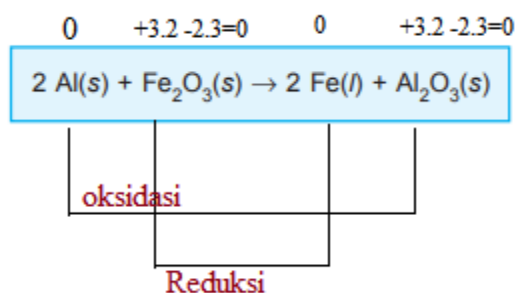 0 +3.2 -2.3=0 0 +3.2 -2.3=0
2 Al(s) + Fe₂O₃(s) → 2 Fe(l) + Al₂O₃(s)
oksidasi
Reduksi